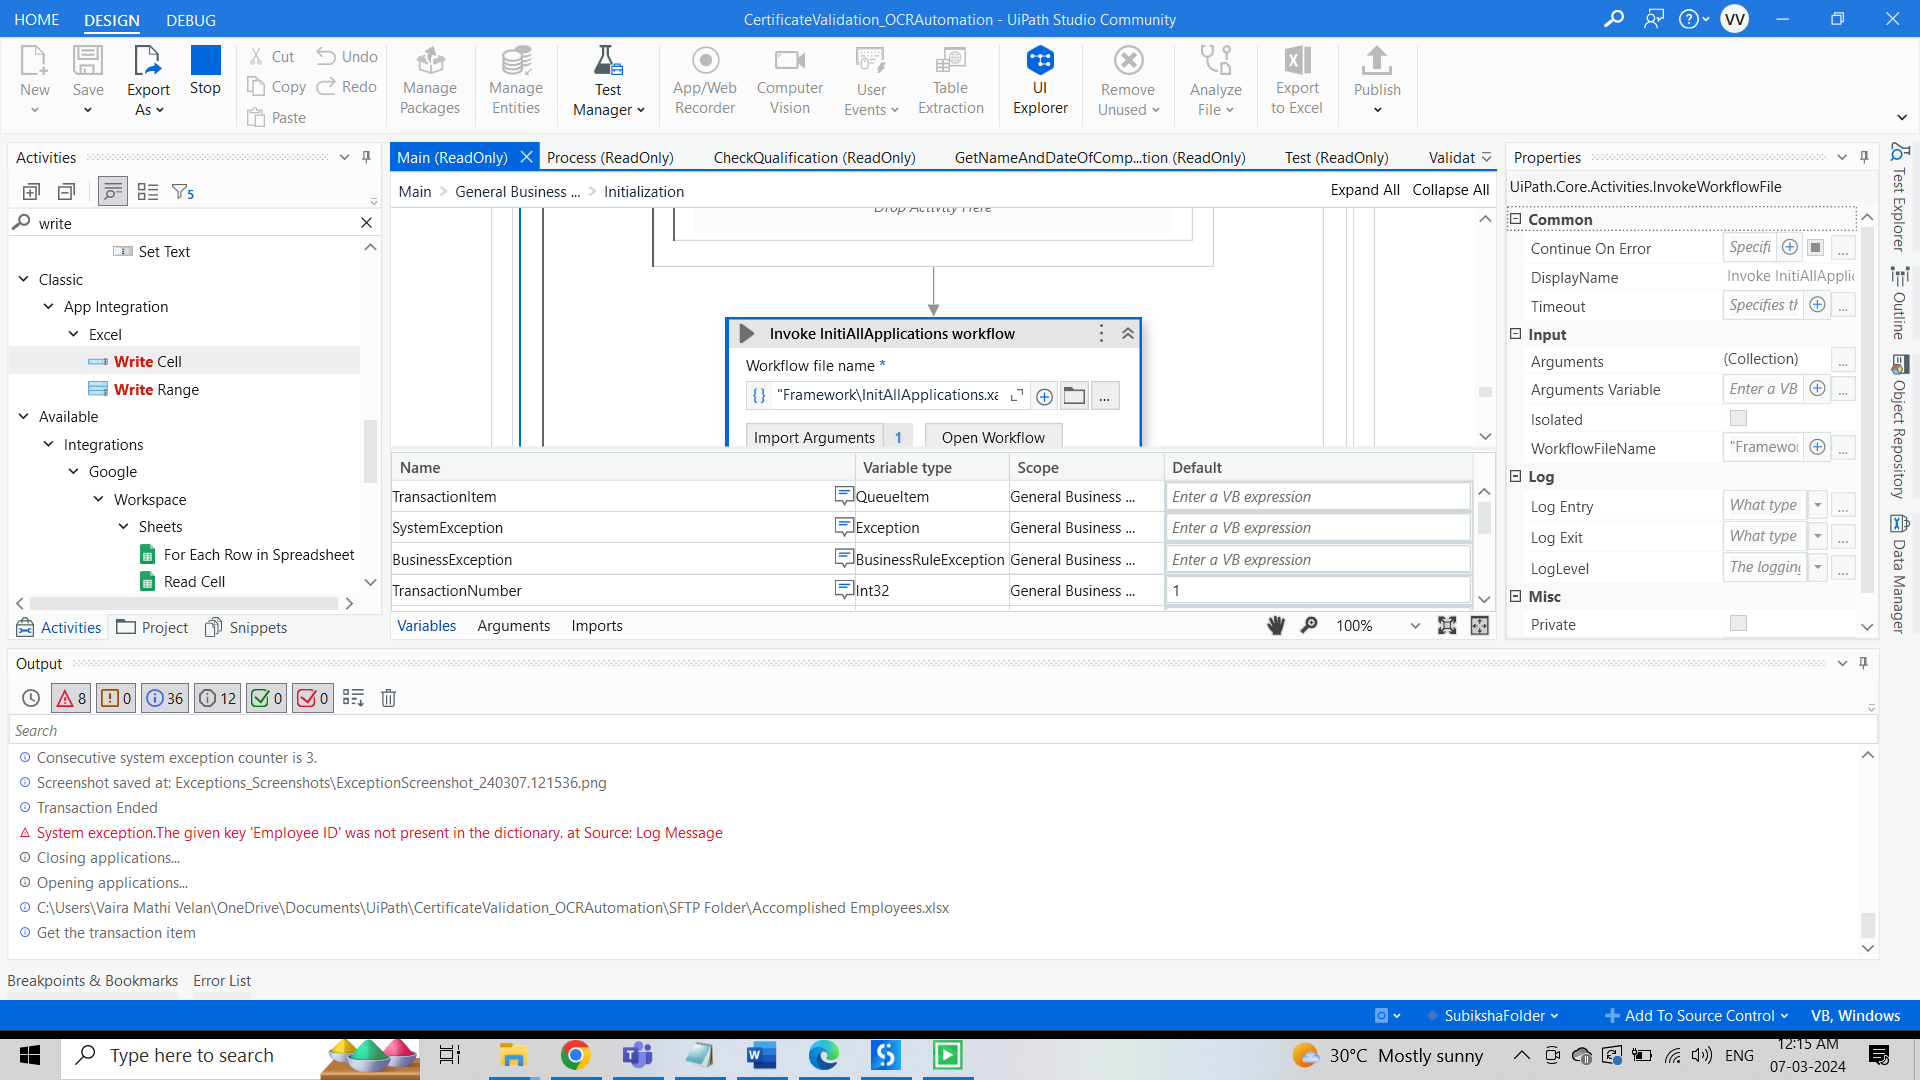 HOME DESIGN DEBUG CertificateValidation_OCRAutomation - UiPath Studio Community VV
New Save Export As Stop Cut Copy Paste Undo Redo Manage Packages Manage Entities Test Manager App/Web Recorder Computer Vision User Events Table Extraction UI Explorer Remove Unused Analyze File Export to Excel Publish
Activities
5
write
Set Text
Classic
App Integration
Excel
Write Cell
Write Range
Available
Integrations
Google
Workspace
Sheets
For Each Row in Spreadsheet
Read Cell
Activities Project Snippets
Main (ReadOnly) Process (ReadOnly) CheckQualification (ReadOnly) GetNameAndDateOfComp...tion (ReadOnly) Test (ReadOnly) Validat
Main > General Business ... > Initialization Expand All Collapse All
Drop Activity Here
Invoke InitiAllApplications workflow
Workflow file name *
"Framework\InitAllApplications.xa ...
Import Arguments 1 Open Workflow
Name Variable type Scope Default
TransactionItem QueueItem General Business ... Enter a VB expression
SystemException Exception General Business ... Enter a VB expression
BusinessException BusinessRuleException General Business ... Enter a VB expression
TransactionNumber Int32 General Business ... 1
Variables Arguments Imports 100%
Properties
UiPath.Core.Activities.InvokeWorkflowFile
Common
Continue On Error Specifi ...
DisplayName Invoke InitiAllApplic
Timeout Specifies th ...
Input
Arguments (Collection) ...
Arguments Variable Enter a VB ...
Isolated
WorkflowFileName "Framewor ...
Log
Log Entry What type ...
Log Exit What type ...
LogLevel The logging ...
Misc
Private
Test Explorer
Outline
Object Repository
Data Manager
Output
8 0 36 12 0 0
Search
Consecutive system exception counter is 3.
Screenshot saved at: Exceptions_Screenshots\ExceptionScreenshot_240307.121536.png
Transaction Ended
System exception.The given key 'Employee ID' was not present in the dictionary. at Source: Log Message
Closing applications...
Opening applications...
C:\Users\Vaira Mathi Velan\OneDrive\Documents\UiPath\CertificateValidation_OCRAutomation\SFTP Folder\Accomplished Employees.xlsx
Get the transaction item
Breakpoints & Bookmarks Error List
SubikshaFolder Add To Source Control VB, Windows
Type here to search 30°C Mostly sunny ENG 12:15 AM
07-03-2024